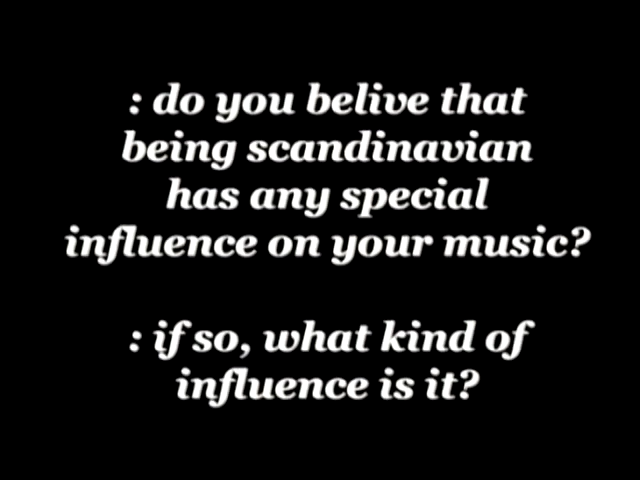 : do you belive that
being scandinavian
has any special
influence on your music?
: if so, what kind of
influence is it?